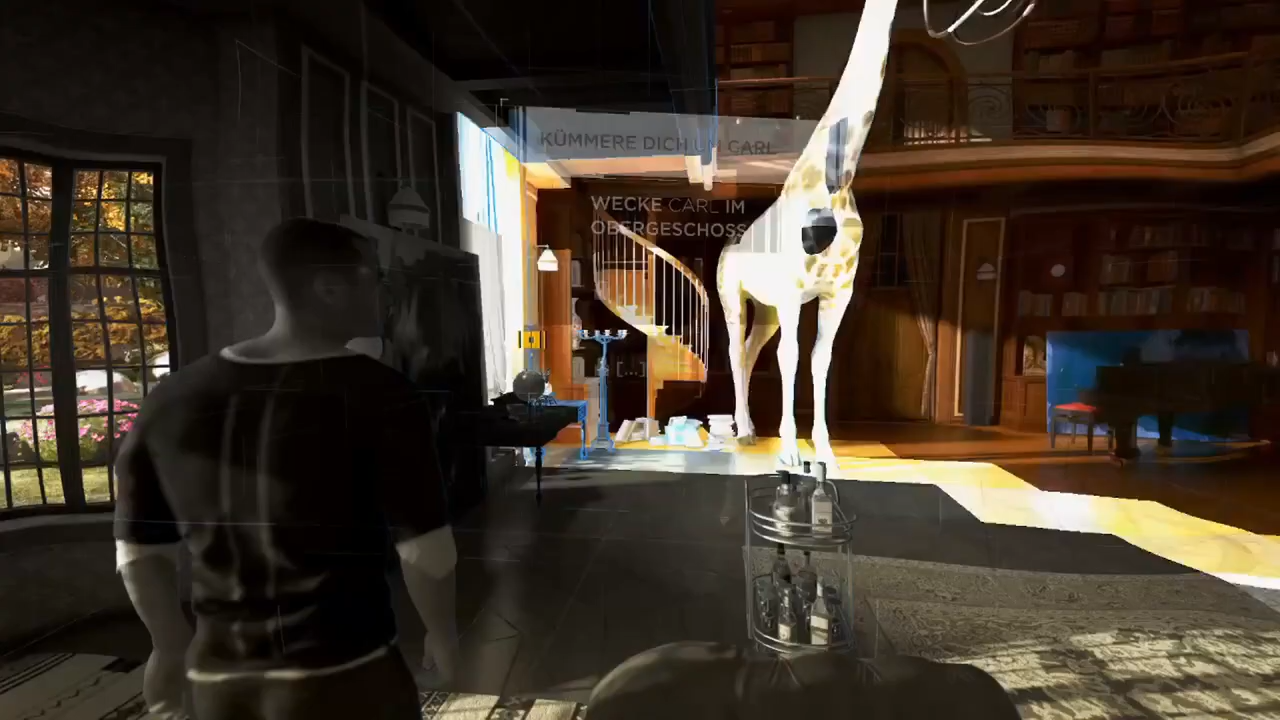 KÜMMERE DICH UM CARL
WECKE CARL IM
OBERGESCHOSS
[...]